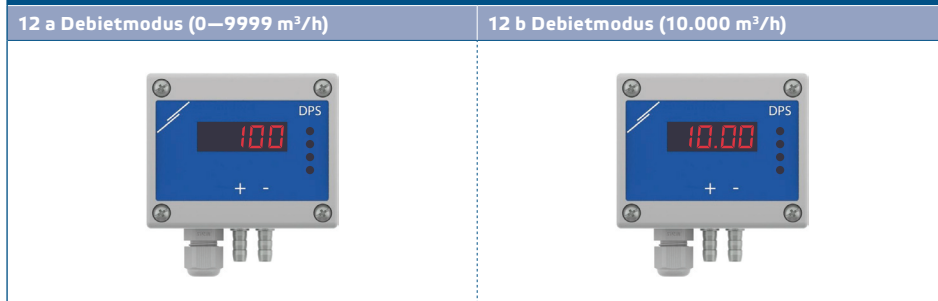 12 a Debietmodus (0—9999 m³/h)
12 b Debietmodus (10.000 m³/h)
DPS
100
+ -
DPS
10.00
+ -